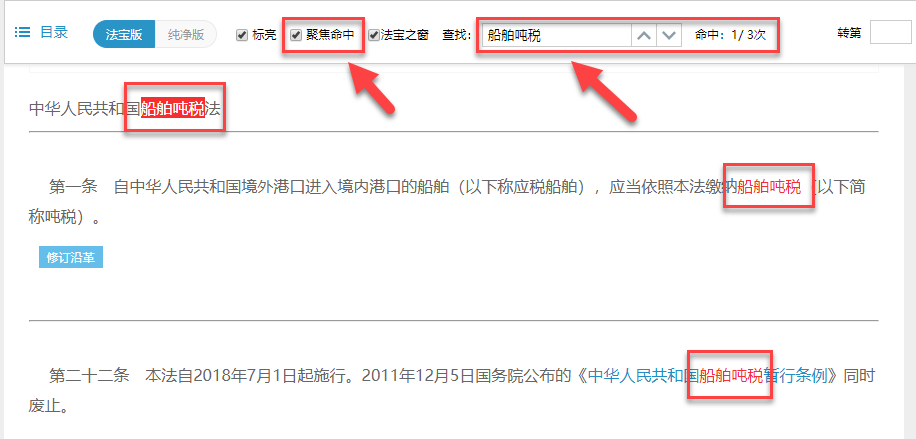 目录 法宝版 纯净版 标亮 聚焦命中 法宝之窗 查找： 船舶吨税 命中：1/ 3次 转第
中华人民共和国船舶吨税法
第一条 自中华人民共和国境外港口进入境内港口的船舶（以下称应税船舶），应当依照本法缴纳船舶吨税（以下简
称吨税）。
修订沿革
第二十二条 本法自2018年7月1日起施行。2011年12月5日国务院公布的《中华人民共和国船舶吨税暂行条例》同时
废止。